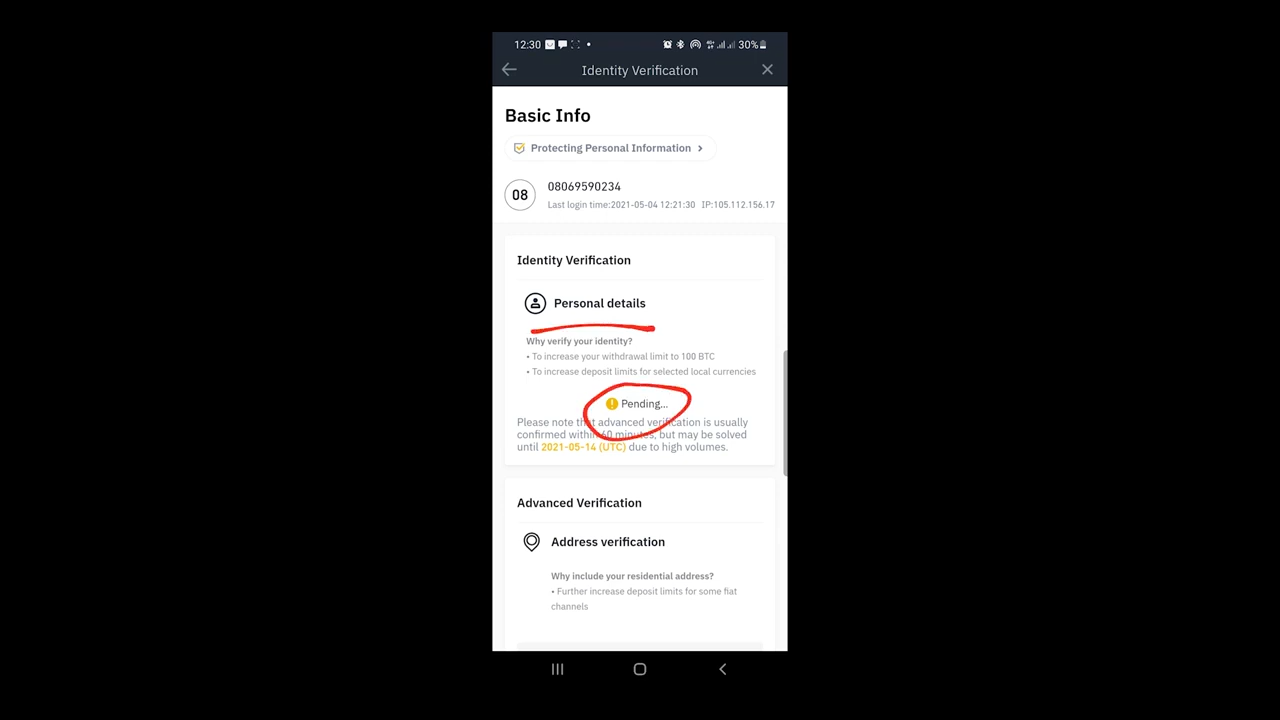 12:30 30%
Identity Verification
Basic Info
Protecting Personal Information
08 08069590234
Last login time:2021-05-04 12:21:30 IP:105.112.156.17
Identity Verification
Personal details
Why verify your identity?
• To increase your withdrawal limit to 100 BTC
• To increase deposit limits for selected local currencies
Pending...
Please note that advanced verification is usually
confirmed within 60 minutes, but may be solved
until 2021-05-14 (UTC) due to high volumes.
Advanced Verification
Address verification
Why include your residential address?
• Further increase deposit limits for some fiat
channels